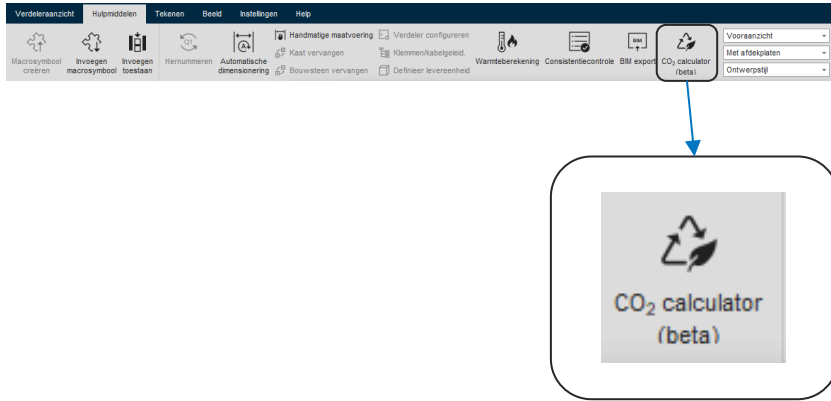 Verdeleraanzicht Hulpmiddelen Tekenen Beeld Instellingen Help
Macrosymbool creëren
Invoegen macrosymbool
Invoegen toestaan
Q1
Hernummeren
A
Automatische dimensionering
Handmatige maatvoering
Kast vervangen
Bouwsteen vervangen
Verdeler configureren
Klemmen/kabelgeleid.
Definieer levereenheid
Warmteberekening
Consistentiecontrole
BIM
BIM export
CO₂ calculator
(beta)
Vooraanzicht
Met afdekplaten
Ontwerpstijl
CO₂ calculator
(beta)